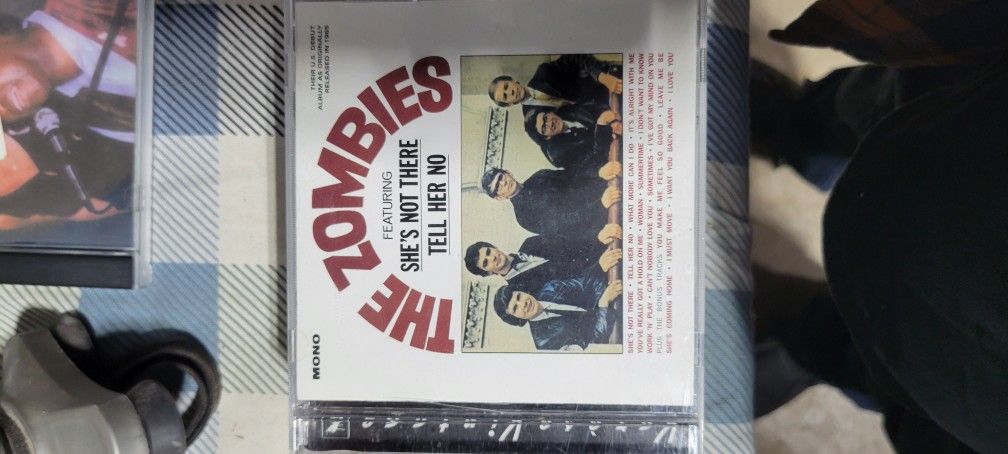 MONO
THEIR U.S. DEBUT
ALBUM AS ORIGINALLY
RELEASED IN 1965
THE ZOMBIES
FEATURING
SHE'S NOT THERE
TELL HER NO
SHE'S NOT THERE • TELL HER NO • WHAT MORE CAN I DO • IT'S ALRIGHT WITH ME
YOU'VE REALLY GOT A HOLD ON ME • WOMAN • SUMMERTIME • I DON'T WANT TO KNOW
WORK 'N' PLAY • CAN'T NOBODY LOVE YOU • SOMETIMES • I'VE GOT MY MIND ON YOU
PLUS THE BONUS TRACKS YOU MAKE ME FEEL SO GOOD • LEAVE ME BE
SHE'S COMING HOME • I MUST MOVE • I WANT YOU BACK AGAIN • I LOVE YOU
Varèse Vintage